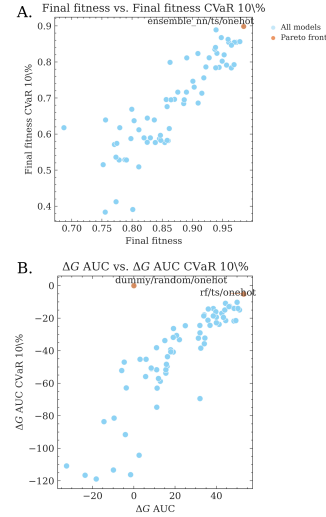 A.
Final fitness vs. Final fitness CVaR 10\%
ensemble_nn/ts/onehot
All models
Pareto front
0.9
0.8
0.7
0.6
0.5
0.4
Final fitness CVaR 10\%
0.70 0.75 0.80 0.85 0.90 0.95
Final fitness
B.
ΔG AUC vs. ΔG AUC CVaR 10\%
dummy/random/onehot
rf/ts/onehot
0
−20
−40
−60
−80
−100
−120
ΔG AUC CVaR 10\%
−20 0 20 40
ΔG AUC